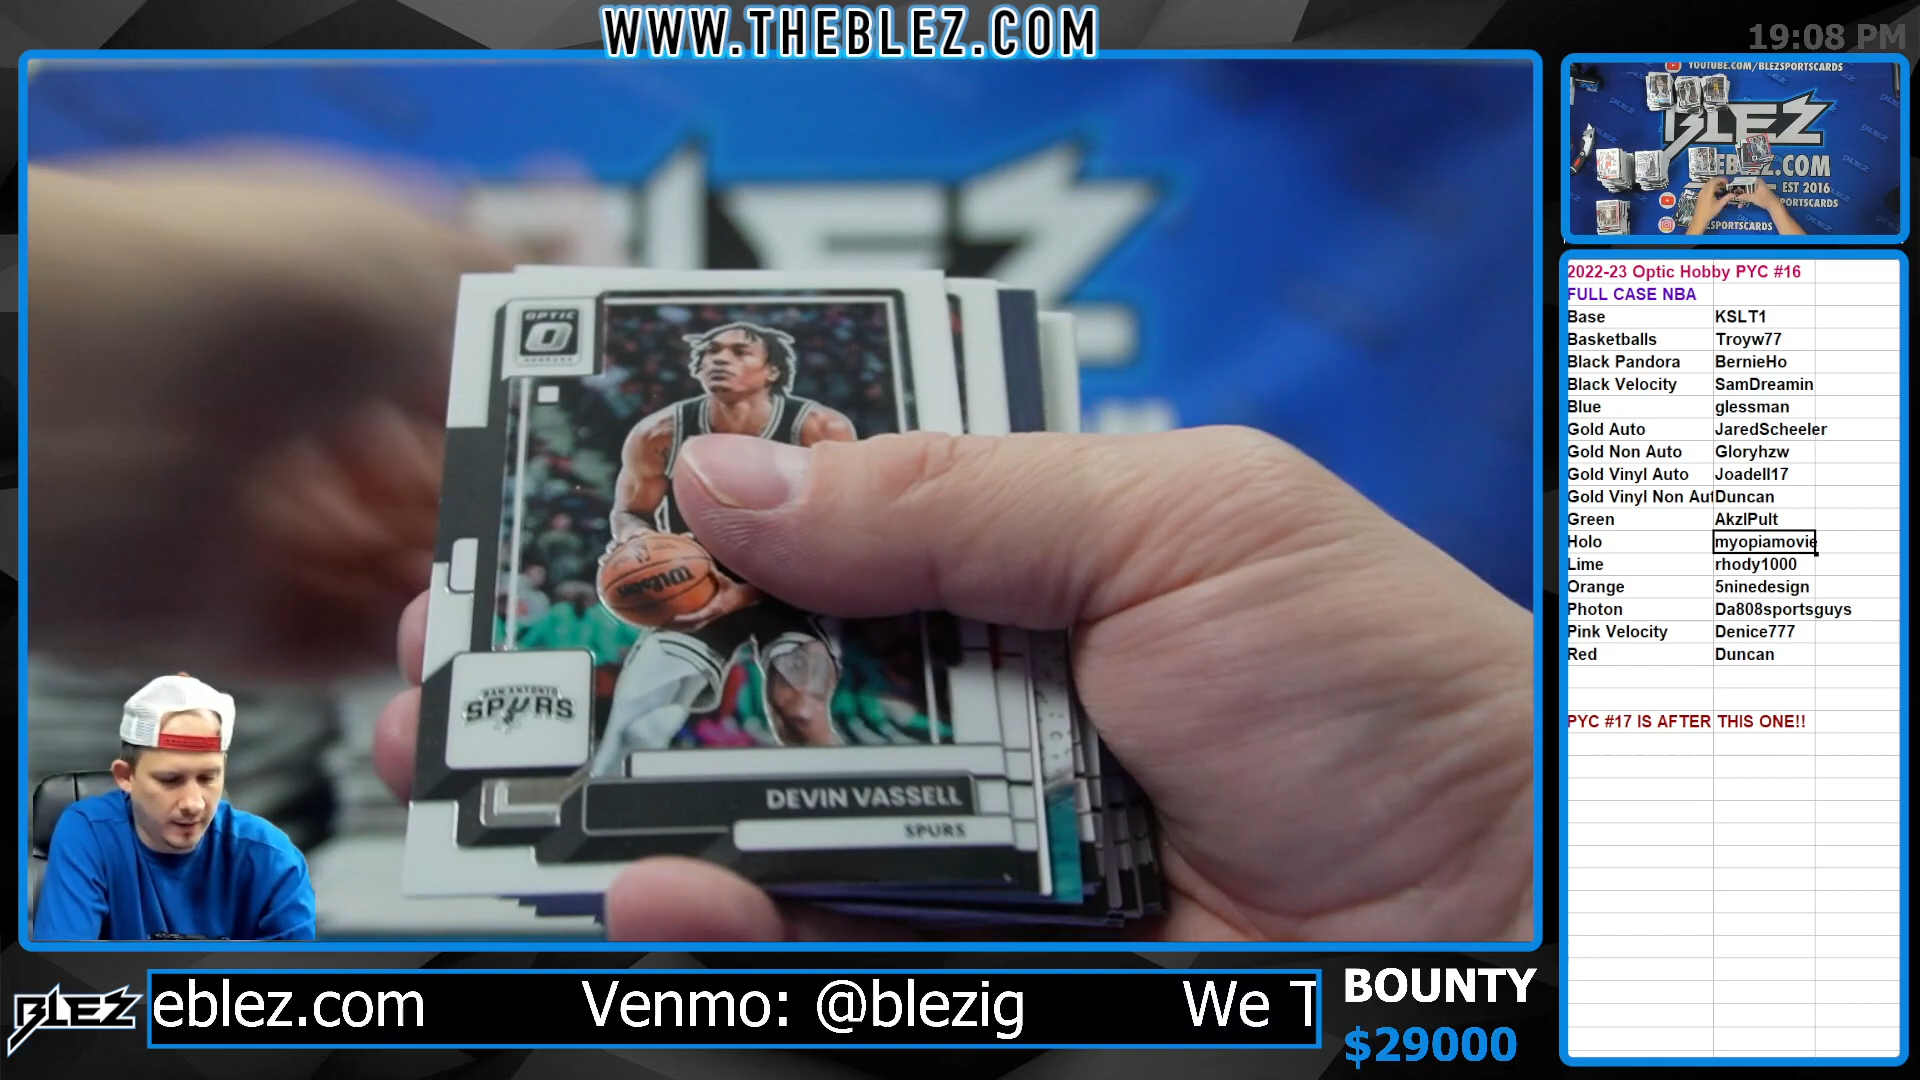 WWW.THEBLEZ.COM
19:08 PM
YOUTUBE.COM/BLEZSPORTSCARDS
BLEZ
EST 2016
OPTIC
DEVIN VASSELL
SPURS
SAN ANTONIO
SPURS
2022-23 Optic Hobby PYC #16
FULL CASE NBA
Base KSLT1
Basketballs Troyw77
Black Pandora BernieHo
Black Velocity SamDreamin
Blue glessman
Gold Auto JaredScheeler
Gold Non Auto Gloryhzw
Gold Vinyl Auto Joadell17
Gold Vinyl Non Aut Duncan
Green AkzlPult
Holo myopiamovie
Lime rhody1000
Orange 5ninedesign
Photon Da808sportsguys
Pink Velocity Denice777
Red Duncan
PYC #17 IS AFTER THIS ONE!!
BLEZ
eblez.com Venmo: @blezig We T
BOUNTY
$29000